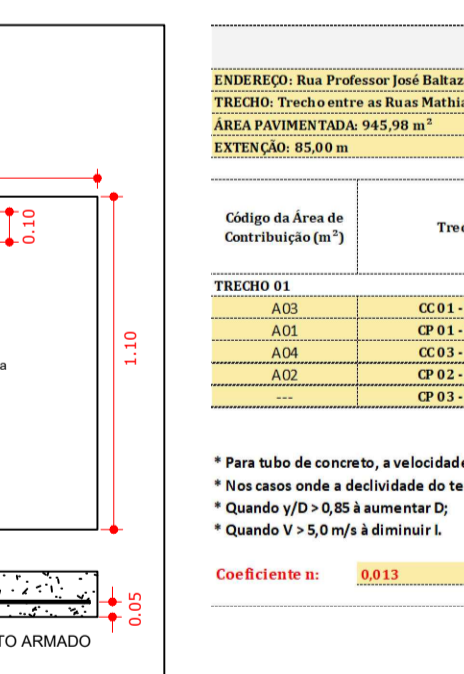 0.10
1.10
a
0.05
TO ARMADO
ENDEREÇO: Rua Professor José Baltaz
TRECHO: Trecho entre as Ruas Mathia
ÁREA PAVIMENTADA: 945,98 m²
EXTENÇÃO: 85,00 m
Código da Área de
Contribuição (m²)
Trec
TRECHO 01
A03 CC 01 -
A01 CP 01 -
A04 CC 03 -
A02 CP 02 -
--- CP 03 -
* Para tubo de concreto, a velocidade
* Nos casos onde a declividade do te
* Quando y/D > 0,85 à aumentar D;
* Quando V > 5,0 m/s à diminuir I.
Coeficiente n: 0,013